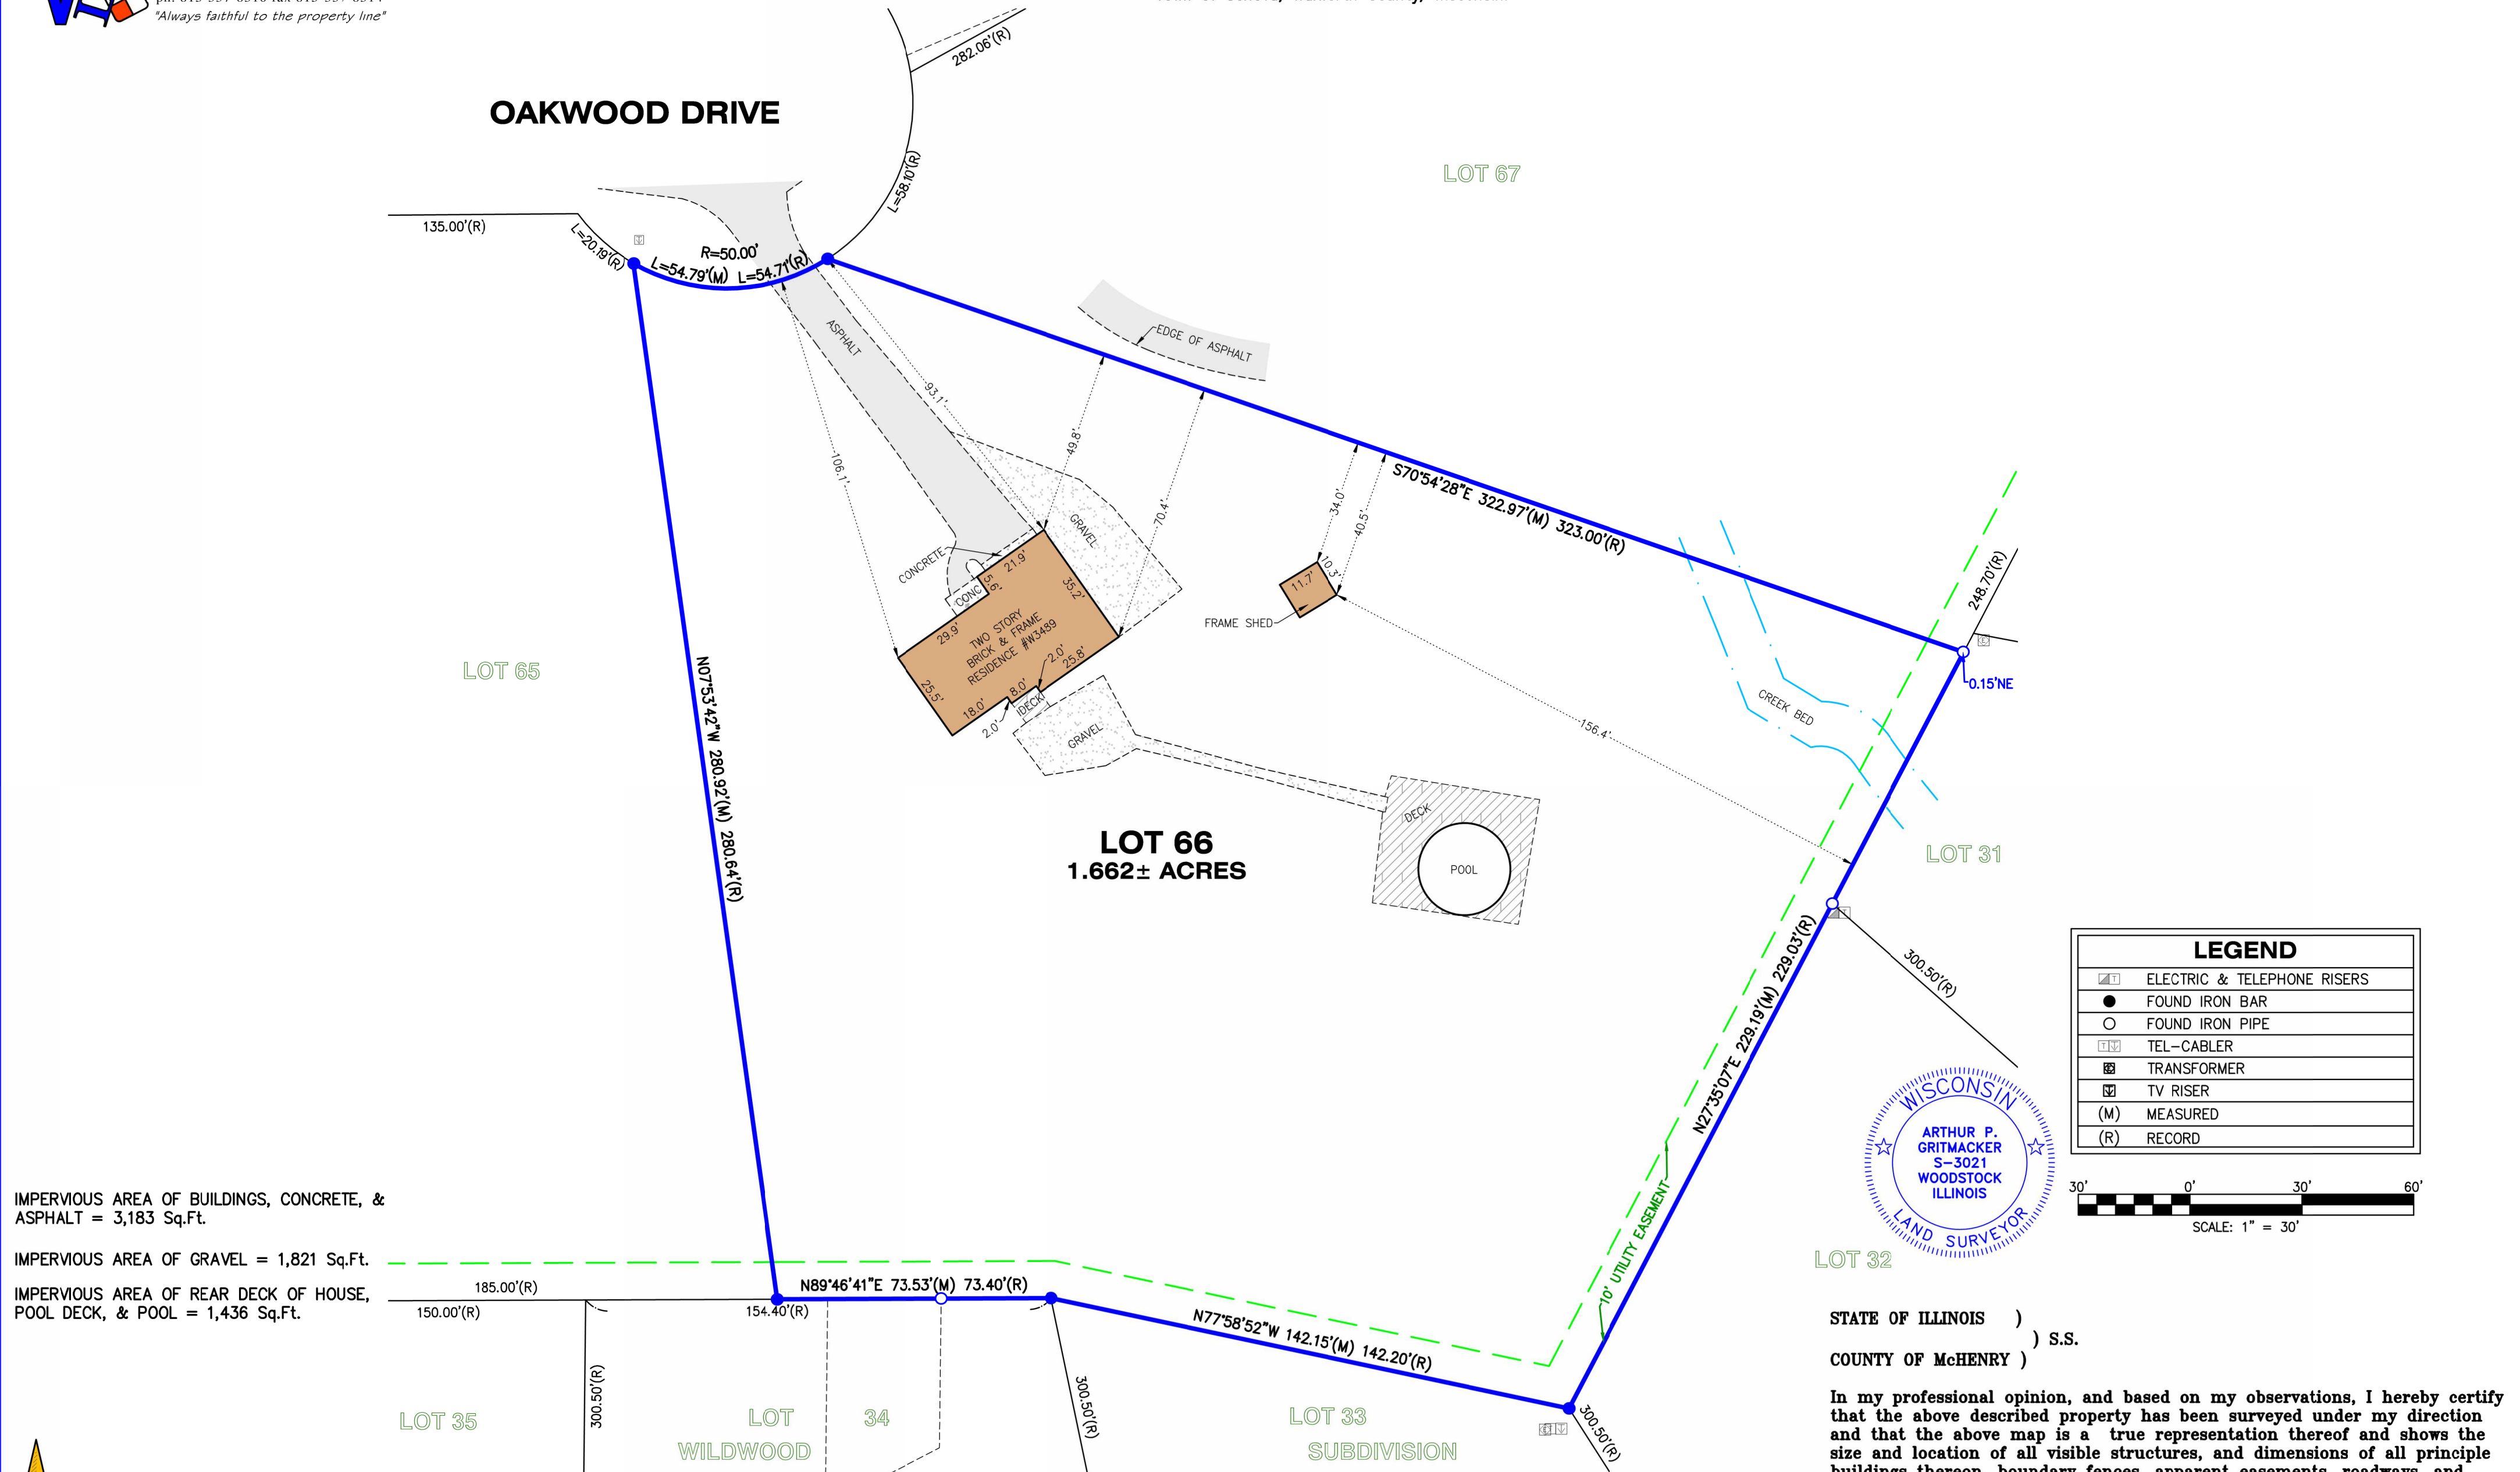 "Always faithful to the property line"
OAKWOOD DRIVE
282.06'(R)
L=58.10'(R)
LOT 67
135.00'(R)
L=20.19'(R)
R=50.00'
L=54.79'(M) L=54.71'(R)
ASPHALT
EDGE OF ASPHALT
93.1'
49.8'
106.1'
70.4'
34.0'
40.5'
S70°54'28"E 322.97'(M) 323.00'(R)
GRAVEL
CONCRETE
21.9'
5.6'
CONC
35.2'
10.3'
11.7'
FRAME SHED
248.70'(R)
0.15'NE
29.9'
TWO STORY
BRICK & FRAME
RESIDENCE #W3489
2.0'
25.8'
8.0'
25.5'
18.0'
2.0'
DECK
GRAVEL
LOT 65
N07°53'42"W 280.92'(M) 280.64'(R)
CREEK BED
156.4'
DECK
POOL
LOT 66
1.662± ACRES
LOT 31
N27°35'07"E 229.19'(M) 229.03'(R)
300.50'(R)
LEGEND
T ELECTRIC & TELEPHONE RISERS
FOUND IRON BAR
FOUND IRON PIPE
T TEL-CABLER
E TRANSFORMER
TV RISER
(M) MEASURED
(R) RECORD
30' 0' 30' 60'
SCALE: 1" = 30'
WISCONSIN
ARTHUR P.
GRITMACKER
S-3021
WOODSTOCK
ILLINOIS
LAND SURVEYOR
10' UTILITY EASEMENT
LOT 32
IMPERVIOUS AREA OF BUILDINGS, CONCRETE, &
ASPHALT = 3,183 Sq.Ft.
IMPERVIOUS AREA OF GRAVEL = 1,821 Sq.Ft.
IMPERVIOUS AREA OF REAR DECK OF HOUSE,
POOL DECK, & POOL = 1,436 Sq.Ft.
185.00'(R)
150.00'(R)
N89°46'41"E 73.53'(M) 73.40'(R)
154.40'(R)
N77°58'52"W 142.15'(M) 142.20'(R)
300.50'(R)
300.50'(R)
300.50'(R)
LOT 35
LOT 34
LOT 33
WILDWOOD SUBDIVISION
STATE OF ILLINOIS )
) S.S.
COUNTY OF McHENRY )
In my professional opinion, and based on my observations, I hereby certify
that the above described property has been surveyed under my direction
and that the above map is a true representation thereof and shows the
size and location of all visible structures, and dimensions of all principle
buildings thereon, boundary fences, apparent easements, roadways, and